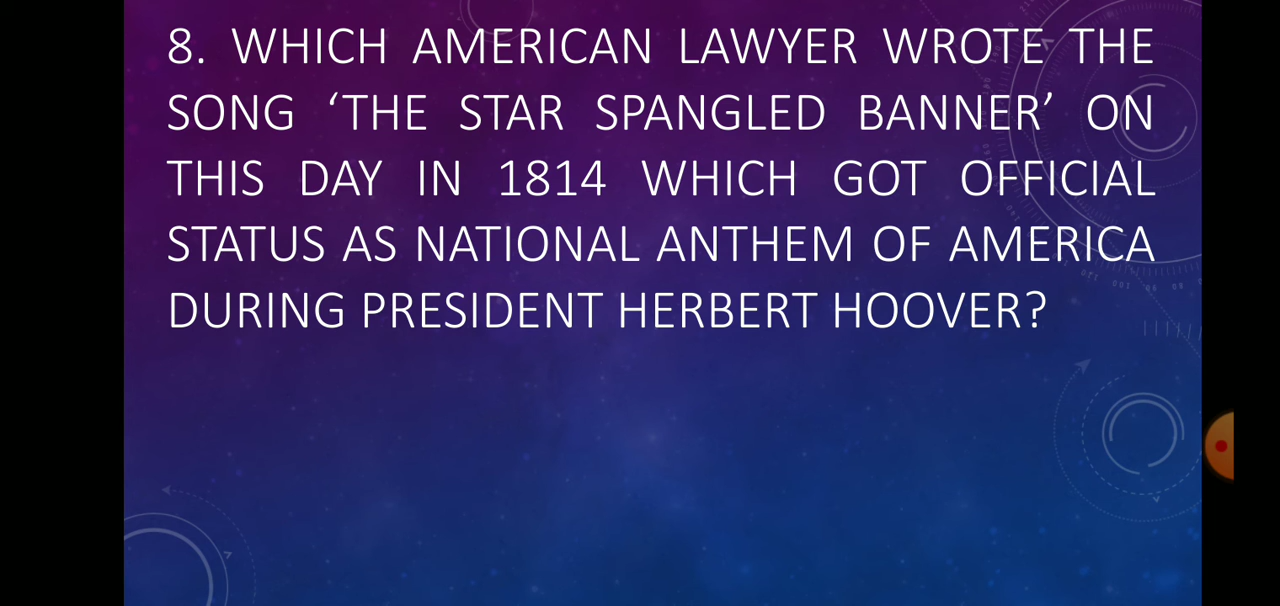 8. WHICH AMERICAN LAWYER WROTE THE
SONG ‘THE STAR SPANGLED BANNER’ ON
THIS DAY IN 1814 WHICH GOT OFFICIAL
STATUS AS NATIONAL ANTHEM OF AMERICA
DURING PRESIDENT HERBERT HOOVER?